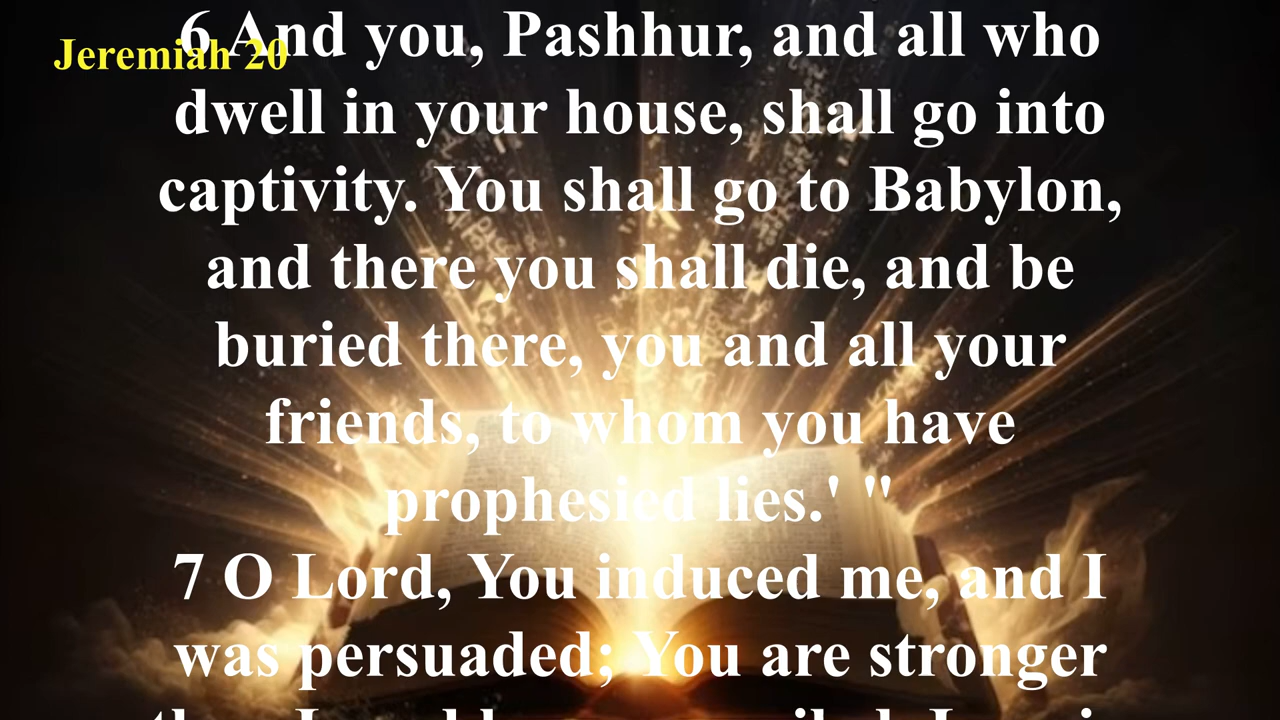 Jeremiah 20
6 And you, Pashhur, and all who
dwell in your house, shall go into
captivity. You shall go to Babylon,
and there you shall die, and be
buried there, you and all your
friends, to whom you have
prophesied lies.' "
7 O Lord, You induced me, and I
was persuaded; You are stronger